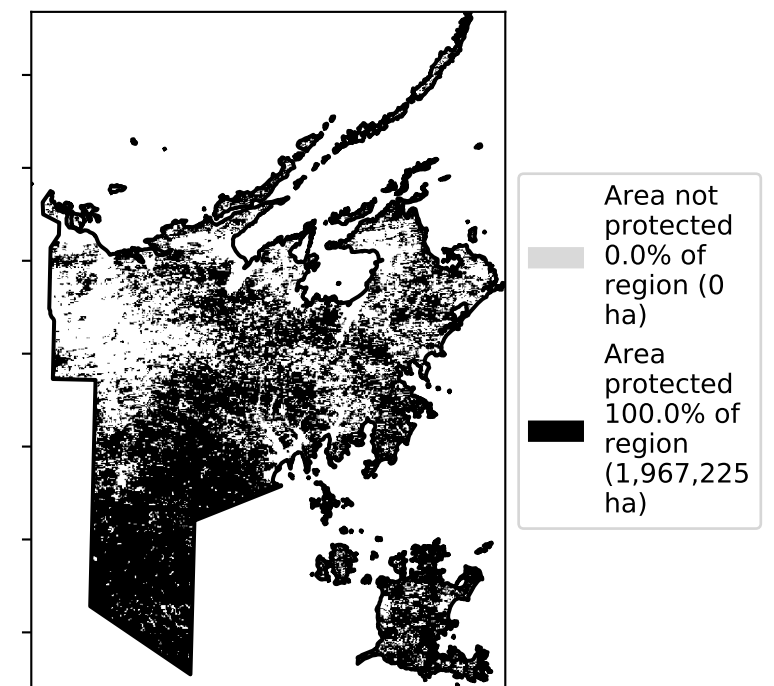 Area not
protected
0.0% of
region (0
ha)
Area
protected
100.0% of
region
(1,967,225
ha)